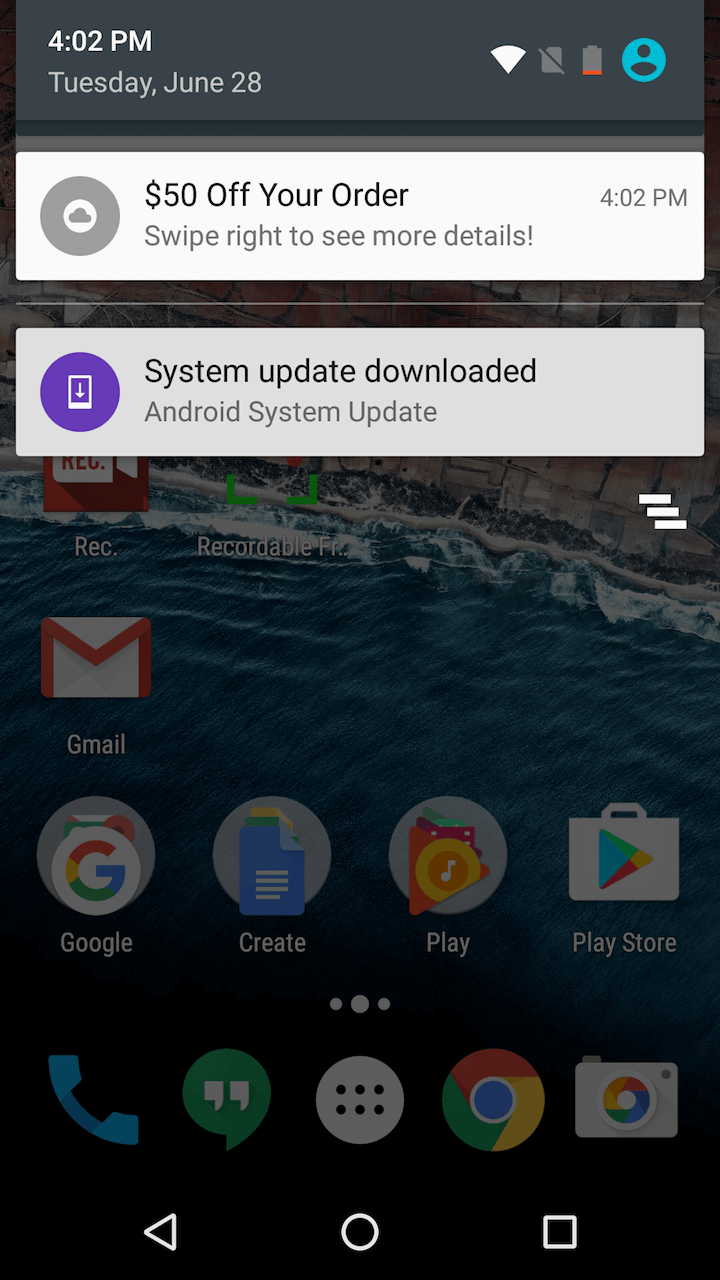 4:02 PM
Tuesday, June 28
$50 Off Your Order
4:02 PM
Swipe right to see more details!
System update downloaded
Android System Update
REC.
Rec.
Recordable Fr..
Gmail
Google
Create
Play
Play Store